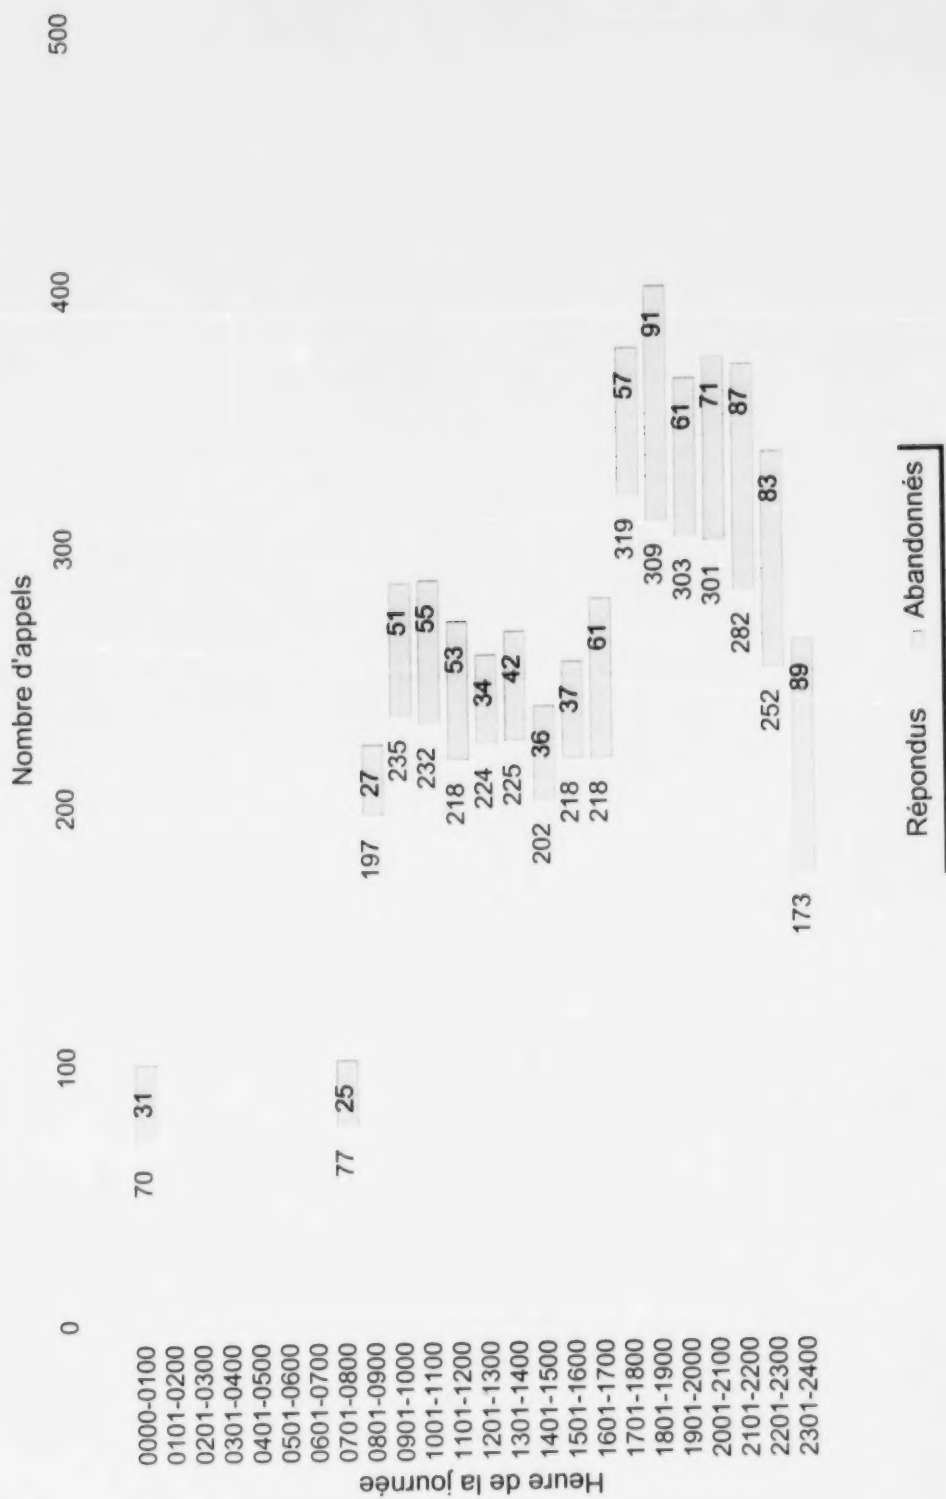 Nombre d'appels
0 100 200 300 400 500
Heure de la journée
0000-0100 70 31
0101-0200
0201-0300
0301-0400
0401-0500
0501-0600
0601-0700
0701-0800 77 25
0801-0900 197 27
0901-1000 235 51
1001-1100 232 55
1101-1200 218 53
1201-1300 224 34
1301-1400 225 42
1401-1500 202 36
1501-1600 218 37
1601-1700 218 61
1701-1800 319 57
1801-1900 309 91
1901-2000 303 61
2001-2100 301 71
2101-2200 282 87
2201-2300 252 83
2301-2400 173 89
Répondus Abandonnés